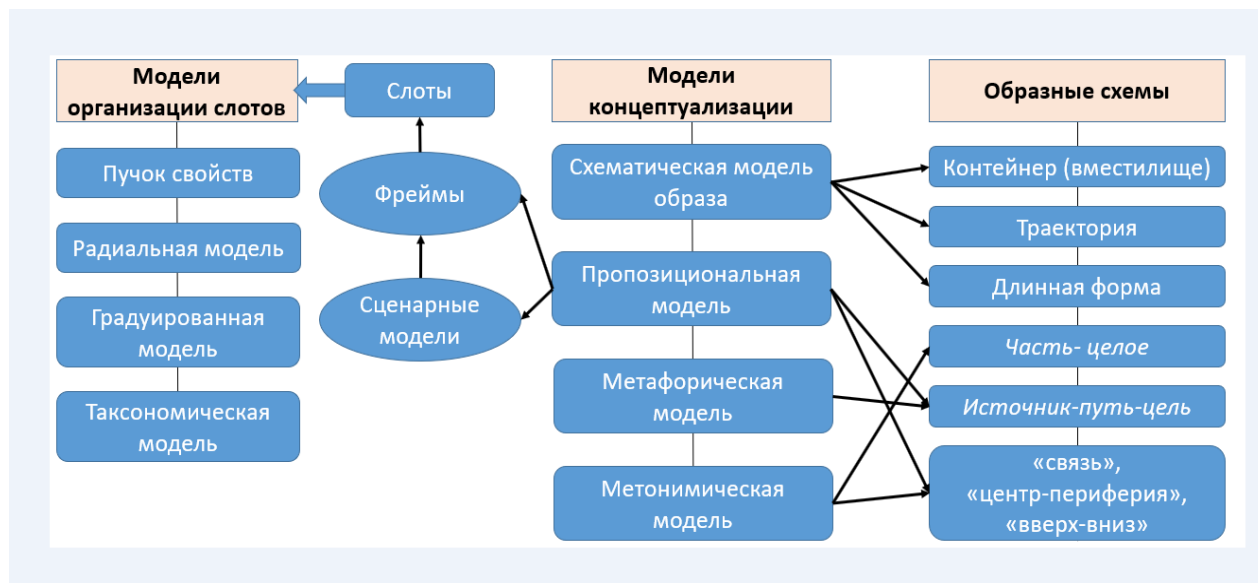 Модели
организации слотов
Пучок свойств
Радиальная модель
Градуированная
модель
Таксономическая
модель
Слоты
Фреймы
Сценарные
модели
Модели
концептуализации
Схематическая модель
образа
Пропозициональная
модель
Метафорическая
модель
Метонимическая
модель
Образные схемы
Контейнер (вместилище)
Траектория
Длинная форма
Часть- целое
Источник-путь-цель
«связь»,
«центр-периферия»,
«вверх-вниз»